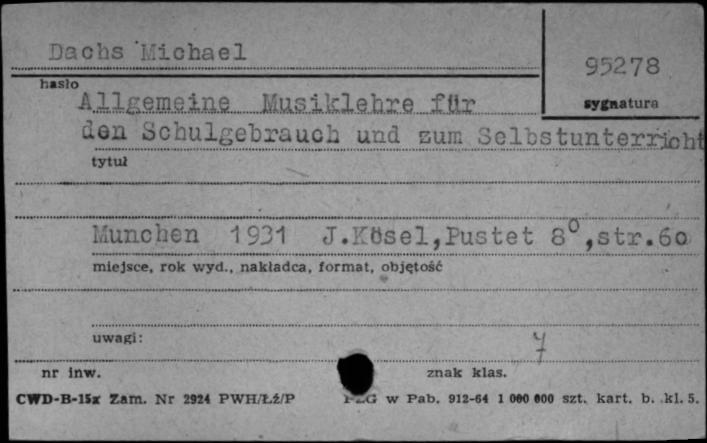 Dachs Michael
95278
hasło
sygnatura
Allgemeine Musiklehre für
den Schulgebrauch und zum Selbstunterricht
tytuł
Munchen 1931 J.Kösel,Pustet 8°,str.60
miejsce, rok wyd., nakładca, format, objętość
uwagi:
7
nr inw.
znak klas.
CWD-B-15x Zam. Nr 2924 PWH/Łź/P w Pab. 912-64 1 000 000 szt. kart. b. kl. 5.